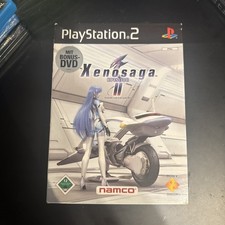 PlayStation.2
MIT
BONUS-
DVD
Xenosaga
EPISODE
II
namco